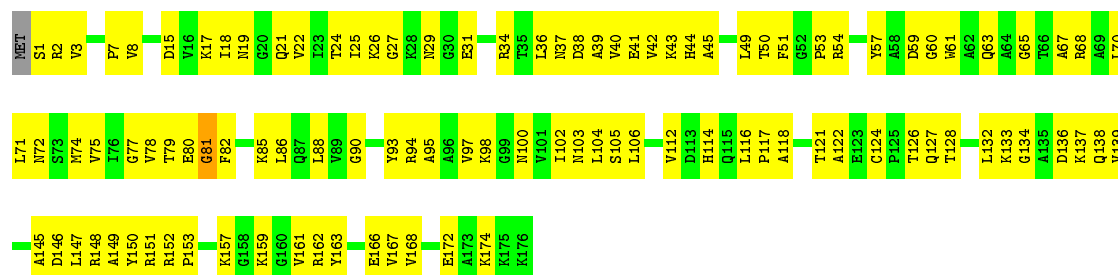 MET S1 R2 V3 P7 V8 D15 V16 K17 I18 N19 G20 Q21 V22 I23 T24 I25 K26 G27 K28 N29 G30 E31 R34 T35 L36 N37 D38 A39 V40 E41 V42 K43 H44 A45 L49 T50 F51 G52 P53 R54 Y57 A58 D59 G60 W61 A62 Q63 A64 G65 T66 A67 R68 A69
L71 N72 S73 M74 V75 I76 G77 V78 T79 E80 G81 F82 K85 L86 Q87 L88 V89 G90 Y93 R94 A95 A96 V97 K98 G99 N100 V101 I102 N103 L104 S105 L106 V112 D113 H114 Q115 L116 P117 A118 T121 A122 E123 C124 P125 T126 Q127 T128 L132 K133 G134 A135 D136 K137 Q138
A145 D146 L147 R148 A149 Y150 R151 R152 P153 K157 G158 K159 G160 V161 R162 Y163 E166 V167 V168 E172 A173 K174 K175 K176